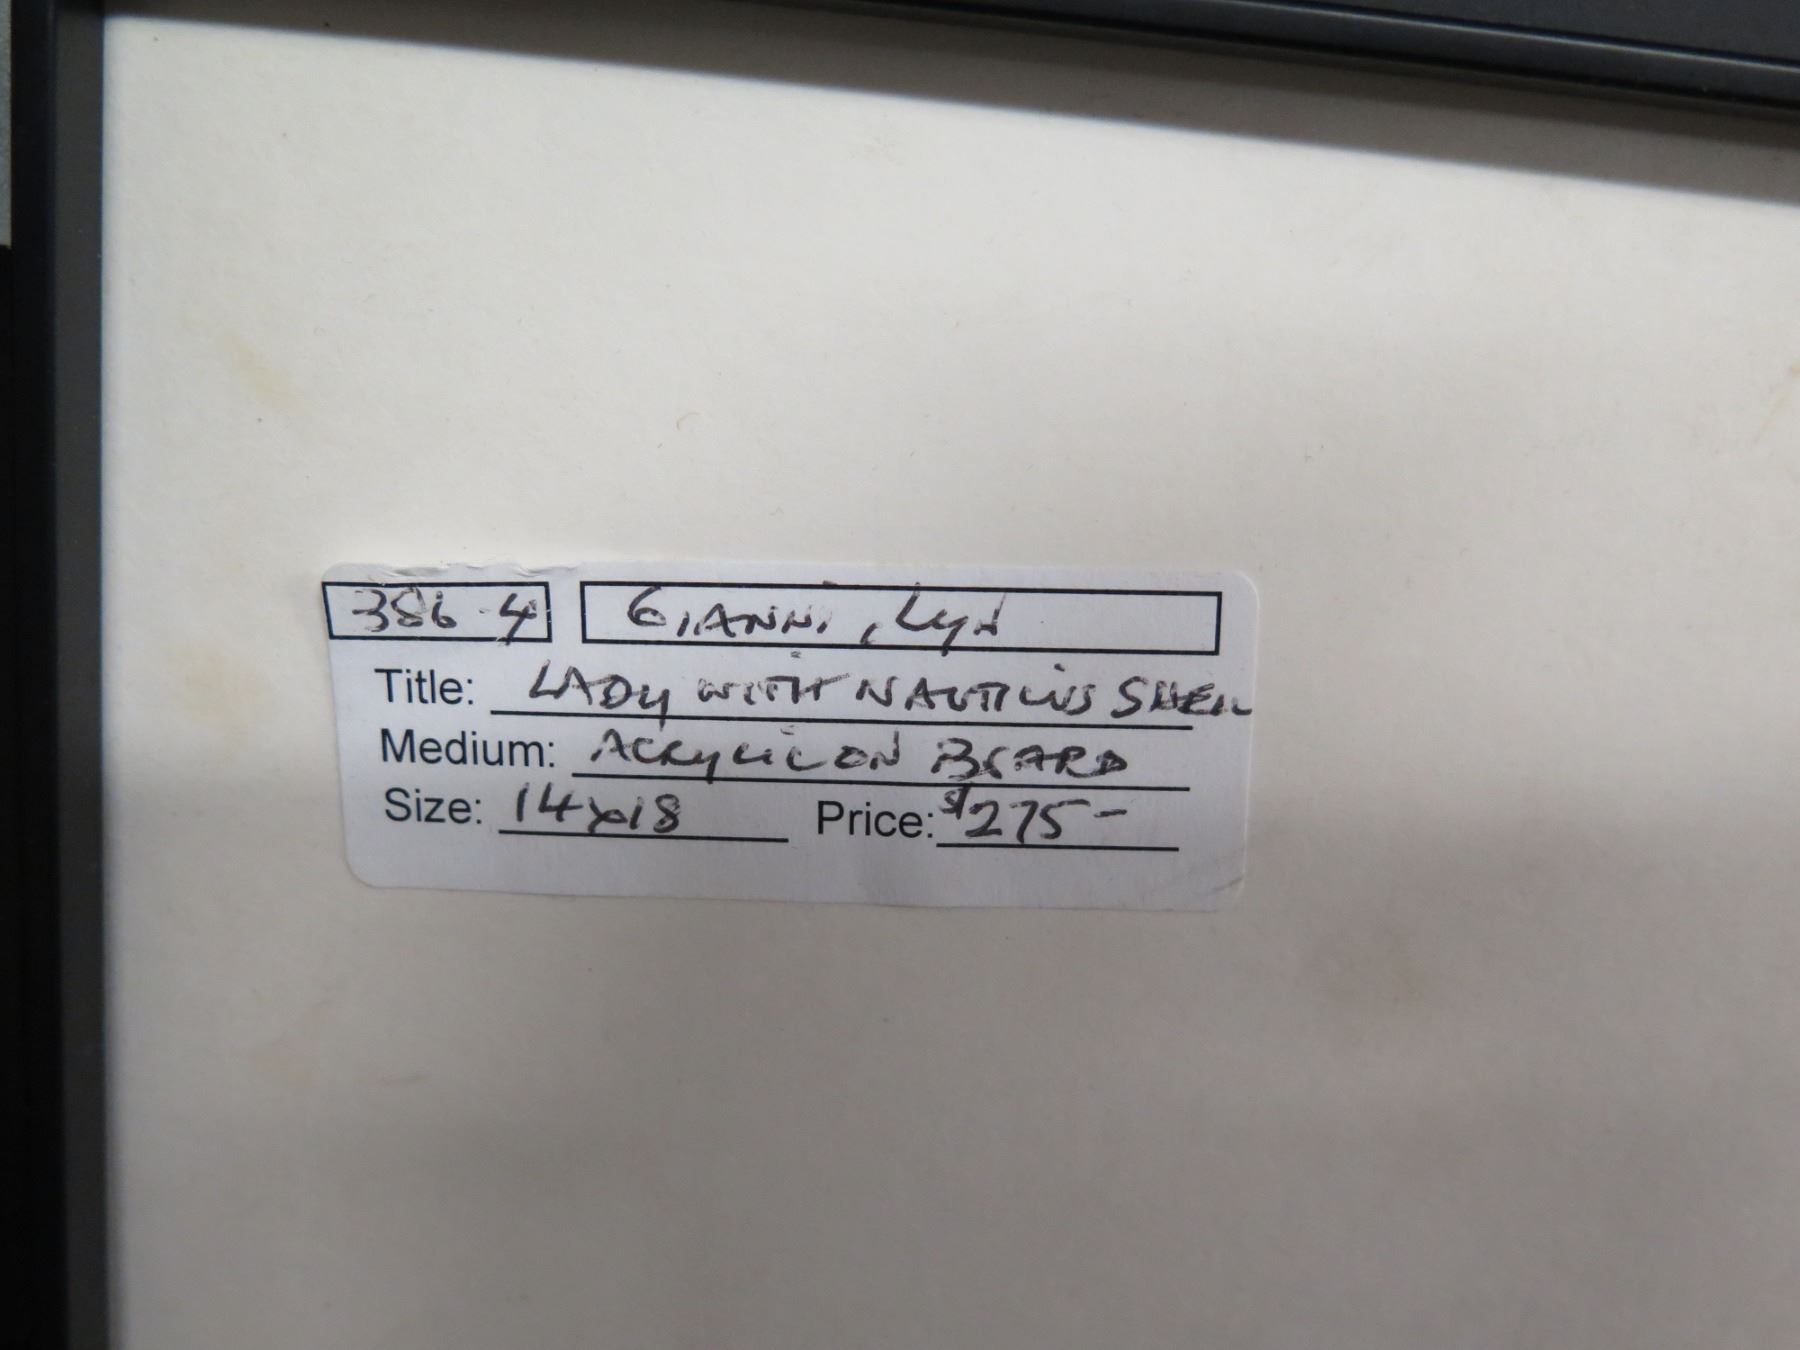 386-4 GIANNI, Lyn
Title: LADY WITH NAUTILUS SHELL
Medium: ACRYLIC ON BOARD
Size: 14x18 Price: $275-